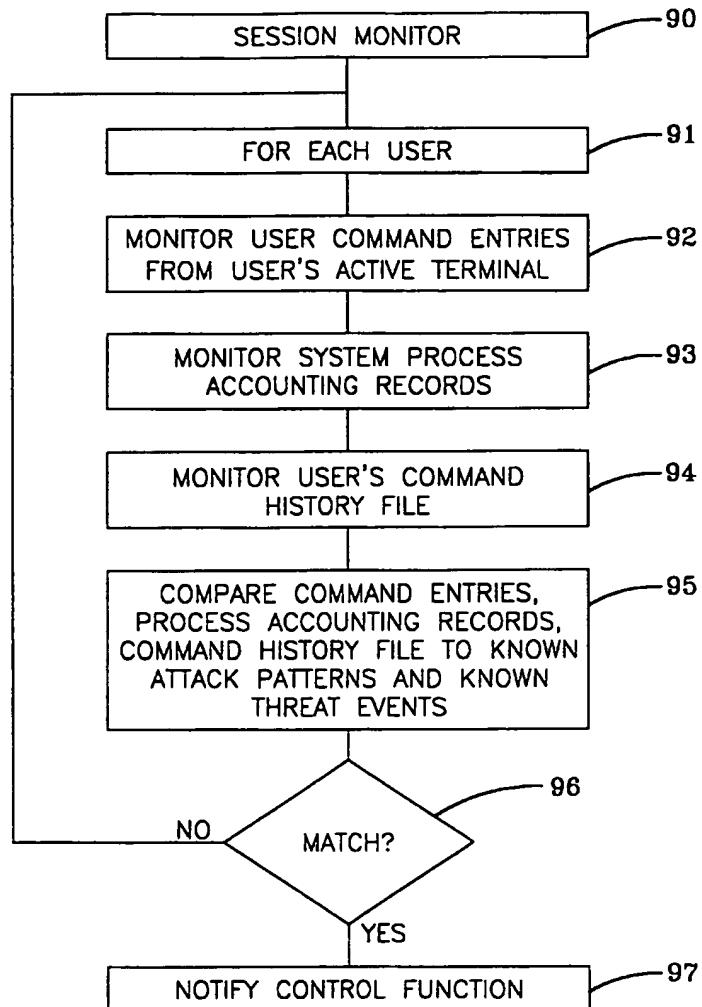 SESSION MONITOR
90
FOR EACH USER
91
MONITOR USER COMMAND ENTRIES
FROM USER'S ACTIVE TERMINAL
92
MONITOR SYSTEM PROCESS
ACCOUNTING RECORDS
93
MONITOR USER'S COMMAND
HISTORY FILE
94
COMPARE COMMAND ENTRIES,
PROCESS ACCOUNTING RECORDS,
COMMAND HISTORY FILE TO KNOWN
ATTACK PATTERNS AND KNOWN
THREAT EVENTS
95
MATCH?
96
NO
YES
NOTIFY CONTROL FUNCTION
97